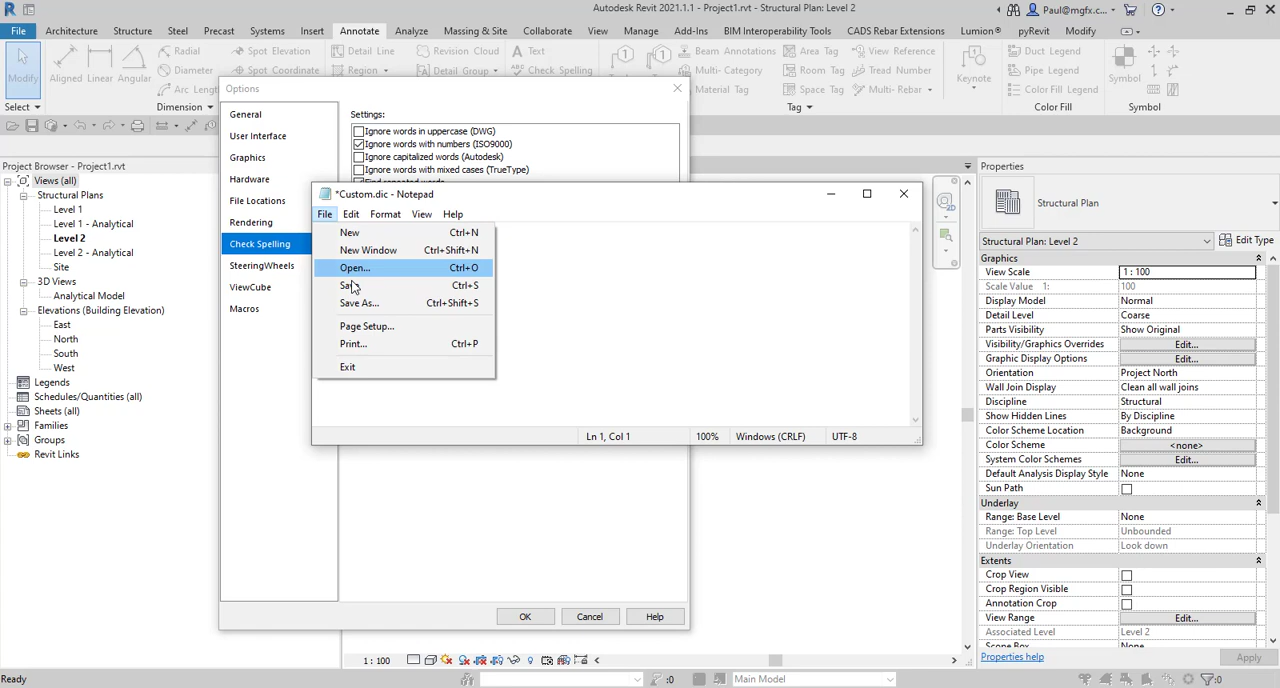 Autodesk Revit 2021.1.1 - Project1.rvt - Structural Plan: Level 2
Paul@mgfx.c...
File Architecture Structure Steel Precast Systems Insert Annotate Analyze Massing & Site Collaborate View Manage Add-Ins BIM Interoperability Tools CADS Rebar Extensions Lumion® pyRevit Modify
Radial Spot Elevation Detail Line Revision Cloud Text Beam Annotations Area Tag View Reference Duct Legend
Modify Aligned Linear Angular Diameter Spot Coordinate Region Detail Group Check Spelling Multi-Category Room Tag Tread Number Keynote Pipe Legend Symbol
Arc Lengt Material Tag Space Tag Multi- Rebar Color Fill Legend
Select Dimension Tag Color Fill Symbol
Project Browser - Project1.rvt
Views (all)
Structural Plans
Level 1
Level 1 - Analytical
Level 2
Level 2 - Analytical
Site
3D Views
Analytical Model
Elevations (Building Elevation)
East
North
South
West
Legends
Schedules/Quantities (all)
Sheets (all)
Families
Groups
Revit Links
Options
General
User Interface
Graphics
Hardware
File Locations
Rendering
Check Spelling
SteeringWheels
ViewCube
Macros
Settings:
Ignore words in uppercase (DWG)
Ignore words with numbers (ISO9000)
Ignore capitalized words (Autodesk)
Ignore words with mixed cases (TrueType)
*Custom.dic - Notepad
File Edit Format View Help
New Ctrl+N
New Window Ctrl+Shift+N
Open... Ctrl+O
Save Ctrl+S
Save As... Ctrl+Shift+S
Page Setup...
Print... Ctrl+P
Exit
Ln 1, Col 1 100% Windows (CRLF) UTF-8
OK Cancel Help
Properties
Structural Plan
Structural Plan: Level 2 Edit Type
Graphics
View Scale 1 : 100
Scale Value 1: 100
Display Model Normal
Detail Level Coarse
Parts Visibility Show Original
Visibility/Graphics Overrides Edit...
Graphic Display Options Edit...
Orientation Project North
Wall Join Display Clean all wall joins
Discipline Structural
Show Hidden Lines By Discipline
Color Scheme Location Background
Color Scheme <none>
System Color Schemes Edit...
Default Analysis Display Style None
Sun Path
Underlay
Range: Base Level None
Range: Top Level Unbounded
Underlay Orientation Look down
Extents
Crop View
Crop Region Visible
Annotation Crop
View Range Edit...
Associated Level Level 2
Scope Box None
Properties help Apply
1 : 100
Ready :0 Main Model :0